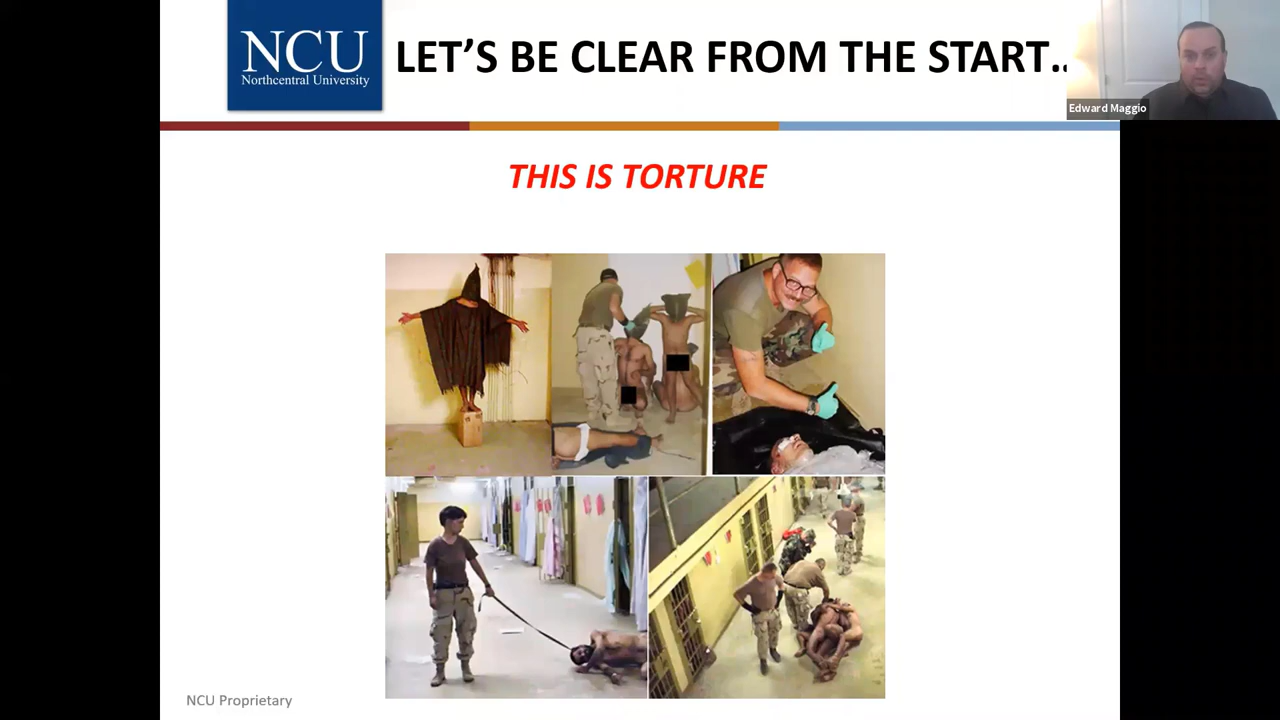 NCU
Northcentral University
LET’S BE CLEAR FROM THE START..
Edward Maggio
THIS IS TORTURE
NCU Proprietary